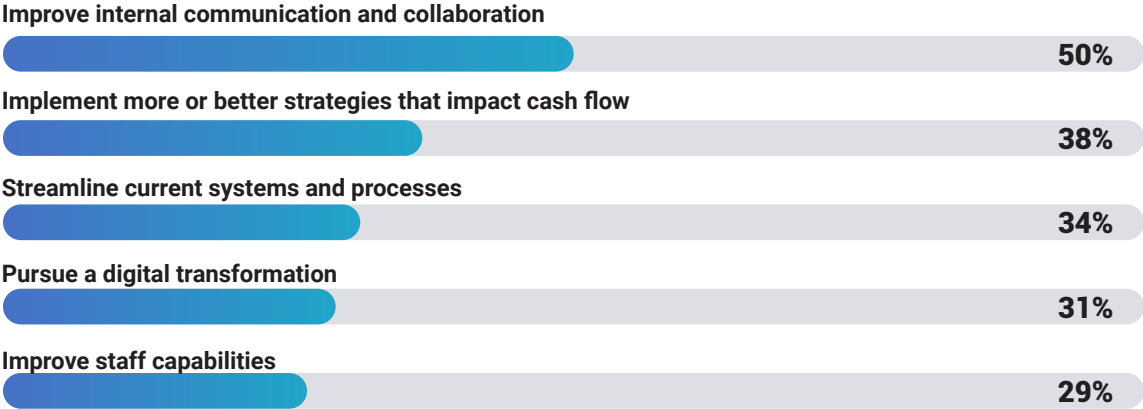 Improve internal communication and collaboration
50%
Implement more or better strategies that impact cash flow
38%
Streamline current systems and processes
34%
Pursue a digital transformation
31%
Improve staff capabilities
29%